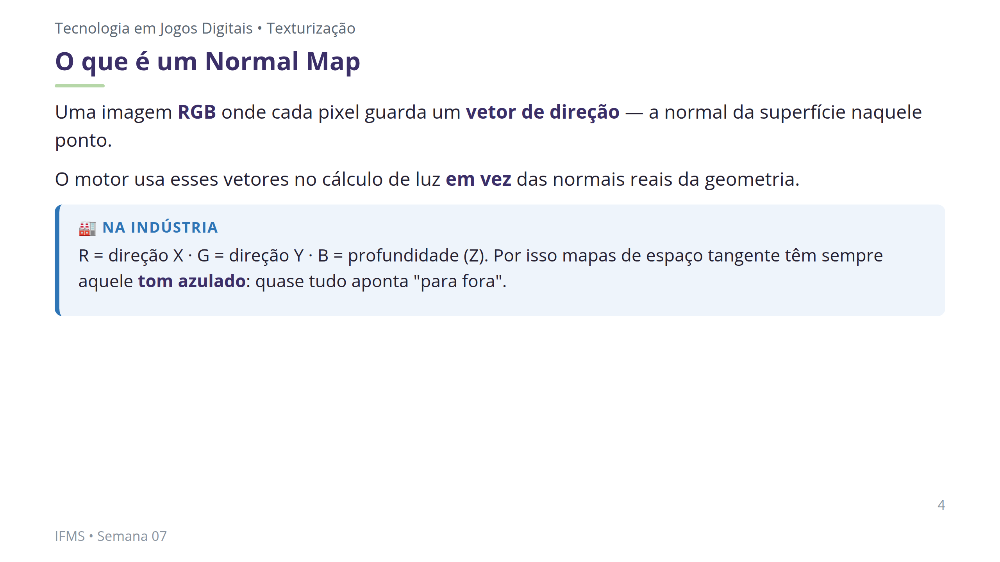 Tecnologia em Jogos Digitais • Texturização
O que é um Normal Map
Uma imagem RGB onde cada pixel guarda um vetor de direção — a normal da superfície naquele
ponto.
O motor usa esses vetores no cálculo de luz em vez das normais reais da geometria.
🏭 NA INDÚSTRIA
R = direção X · G = direção Y · B = profundidade (Z). Por isso mapas de espaço tangente têm sempre
aquele tom azulado: quase tudo aponta "para fora".
4
IFMS • Semana 07